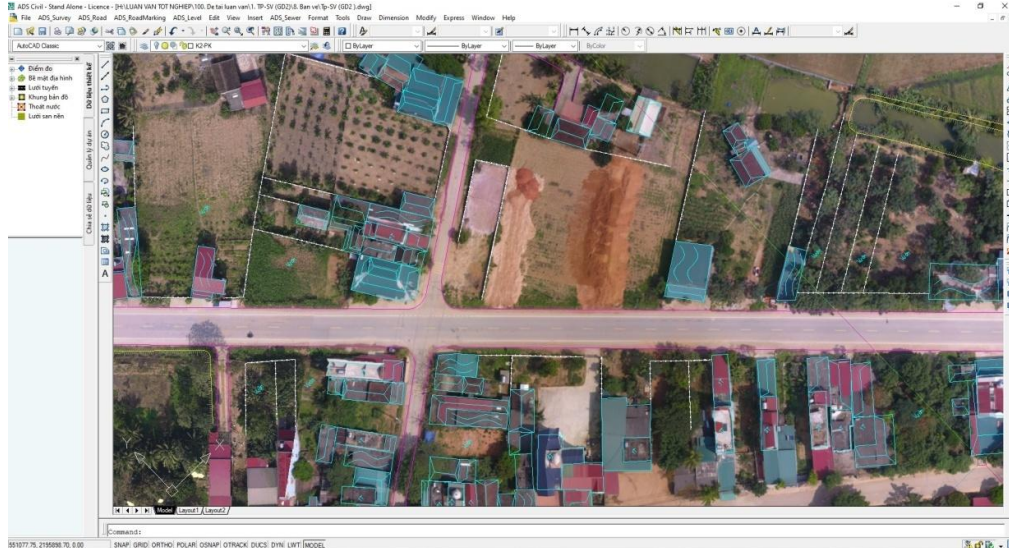 ADS Civil - Stend Alone - Licence - [H:\LUAN VAN TOT NGHIEP\100. De tai luan van\1. TP-SV (GD2)\8. Ban ve\Tp-SV (GD2 ).dwg]
File ADS_Survey ADS_Road ADS_RoadMarking ADS_Level Edit View Insert ADS_Sewer Format Tools Draw Dimension Modify Express Window Help
AutoCAD Classic
K2-PK
ByLayer
ByLayer
ByLayer
ByColor
Điểm đo
Bề mặt địa hình
Lưới tuyến
Khung bản đồ
Thoát nước
Lưới san nền
Dữ liệu thiết kế
Quản lý dự án
Chia sẻ dữ liệu
Model Layout1 Layout2
Command:
551077.75, 2195898.70, 0.00 SNAP GRID ORTHO POLAR OSNAP OTRACK DUCS DYN LWT MODEL